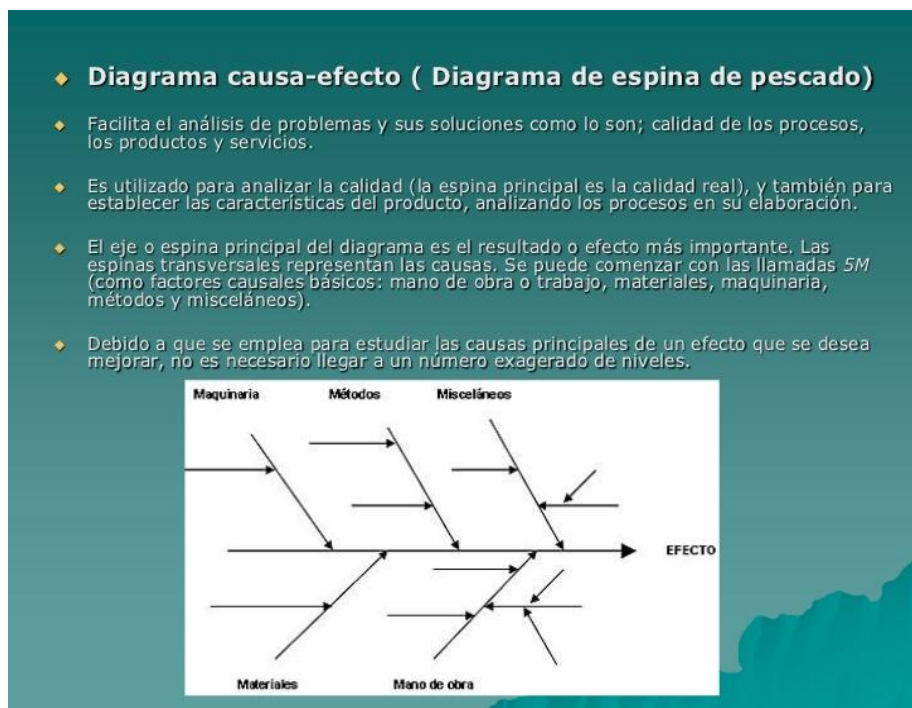 Diagrama causa-efecto ( Diagrama de espina de pescado)
Facilita el análisis de problemas y sus soluciones como lo son; calidad de los procesos,
los productos y servicios.
Es utilizado para analizar la calidad (la espina principal es la calidad real), y también para
establecer las características del producto, analizando los procesos en su elaboración.
El eje o espina principal del diagrama es el resultado o efecto más importante. Las
espinas transversales representan las causas. Se puede comenzar con las llamadas 5M
(como factores causales básicos: mano de obra o trabajo, materiales, maquinaria,
métodos y misceláneos).
Debido a que se emplea para estudiar las causas principales de un efecto que se desea
mejorar, no es necesario llegar a un número exagerado de niveles.
Maquinaria Métodos Misceláneos
EFECTO
Materiales Mano de obra